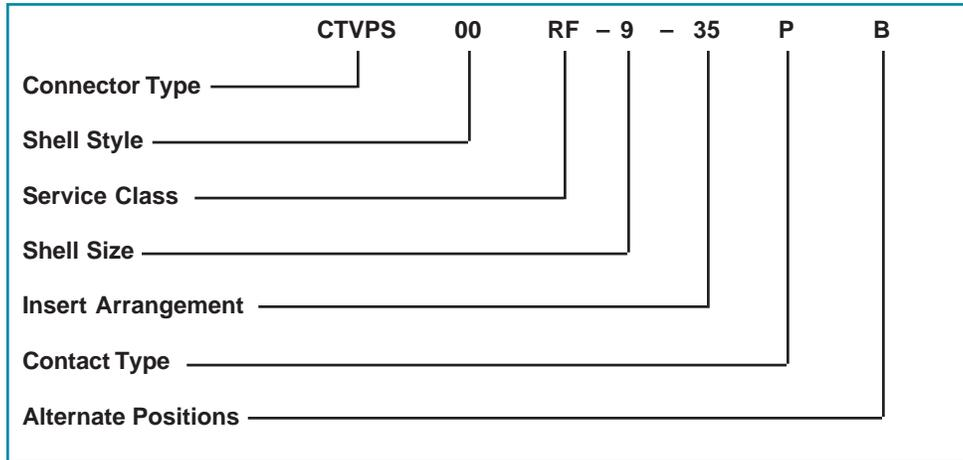 CTVPS 00 RF – 9 – 35 P B
Connector Type
Shell Style
Service Class
Shell Size
Insert Arrangement
Contact Type
Alternate Positions